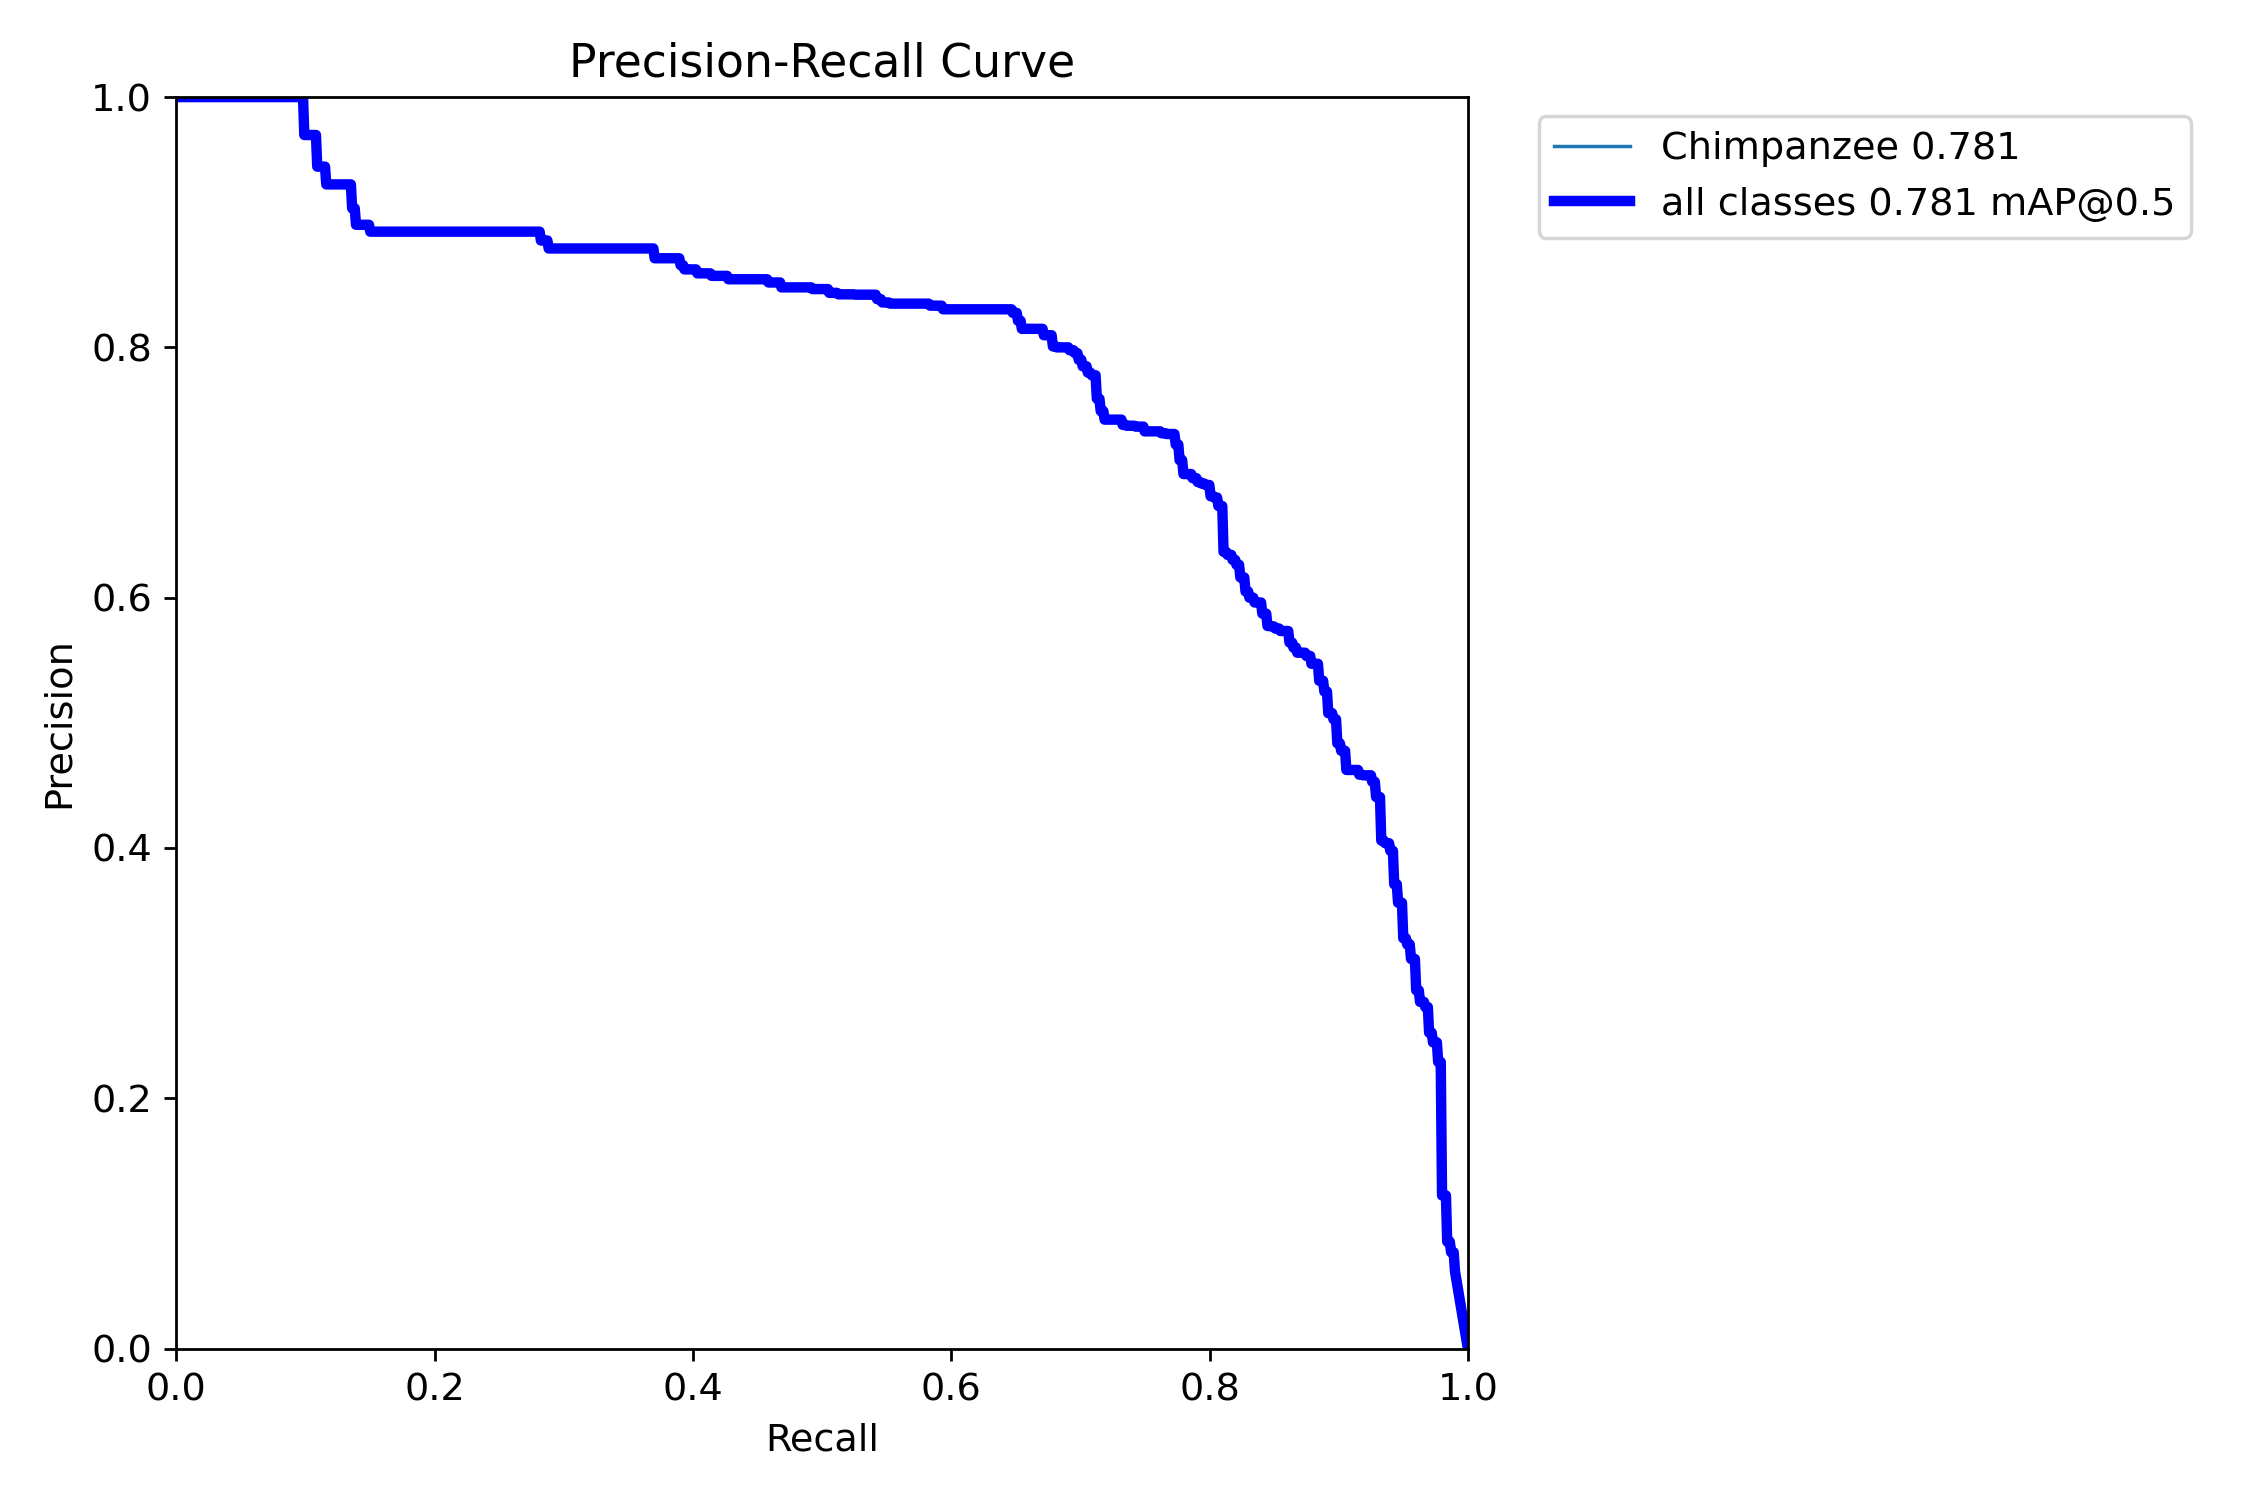 Precision-Recall Curve
Chimpanzee 0.781
all classes 0.781 mAP@0.5
1.0
0.8
0.6
0.4
0.2
0.0
Precision
0.0 0.2 0.4 0.6 0.8 1.0
Recall